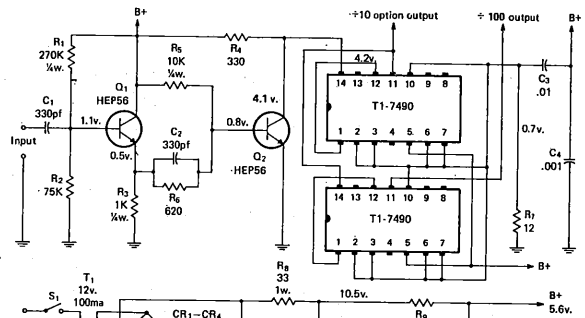 ÷10 option output
÷ 100 output
B+
B+
R1
270K
¼w.
R5
10K
¼w.
R4
330
4.2v.
14 13 12 11 10 9 8
T1-7490
1 2 3 4 5 6 7
C3
.01
Q1
HEP56
C1
330pf
1.1v.
4.1v.
0.8v.
0.7v.
Input
0.5v.
C2
330pf
Q2
HEP56
C4
.001
R2
75K
R3
1K
¼w.
R6
620
14 13 12 11 10 9 8
T1-7490
1 2 3 4 5 6 7
R7
12
B+
S1
T1
12v.
100ma
CR1–CR4
R8
33
1w.
10.5v.
R9
B+
5.6v.